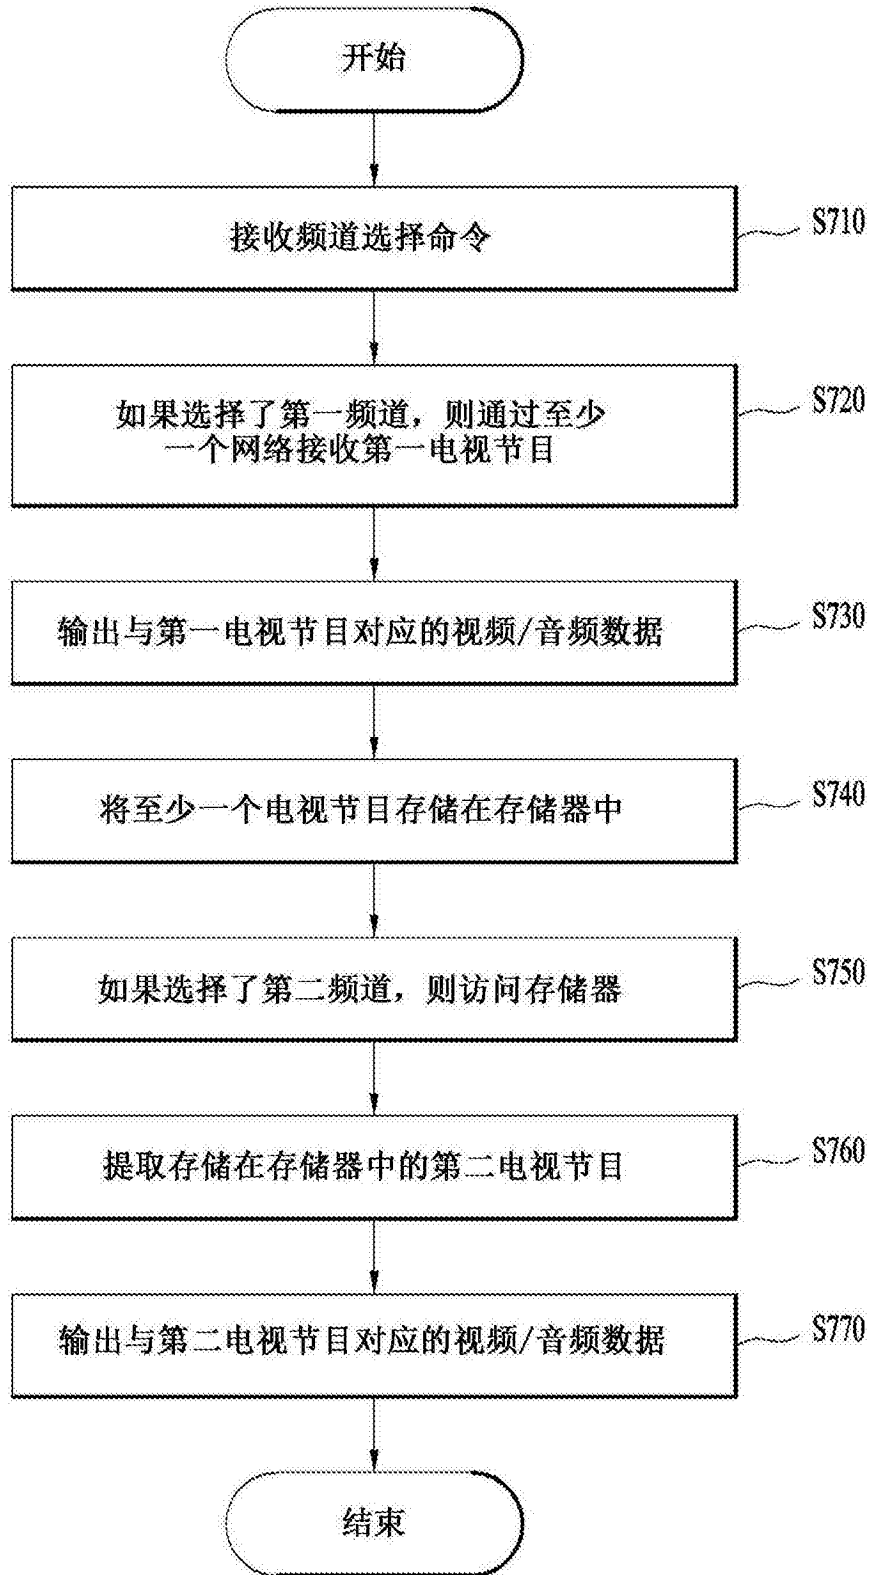 开始
接收频道选择命令
S710
如果选择了第一频道，则通过至少
一个网络接收第一电视节目
S720
输出与第一电视节目对应的视频/音频数据
S730
将至少一个电视节目存储在存储器中
S740
如果选择了第二频道，则访问存储器
S750
提取存储在存储器中的第二电视节目
S760
输出与第二电视节目对应的视频/音频数据
S770
结束